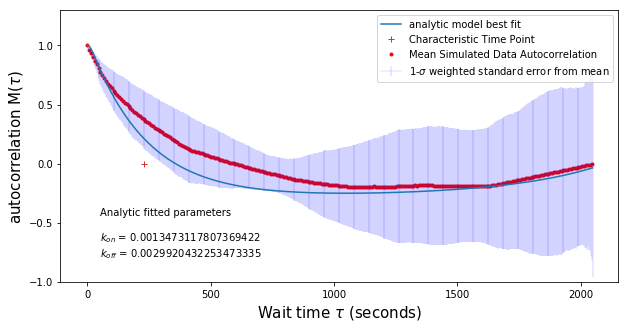 analytic model best fit
Characteristic Time Point
Mean Simulated Data Autocorrelation
1-σ weighted standard error from mean
autocorrelation M(τ)
1.0
0.5
0.0
−0.5
−1.0
Analytic fitted parameters
k_on = 0.0013473117807369422
k_off = 0.0029920432253473335
0 500 1000 1500 2000
Wait time τ (seconds)